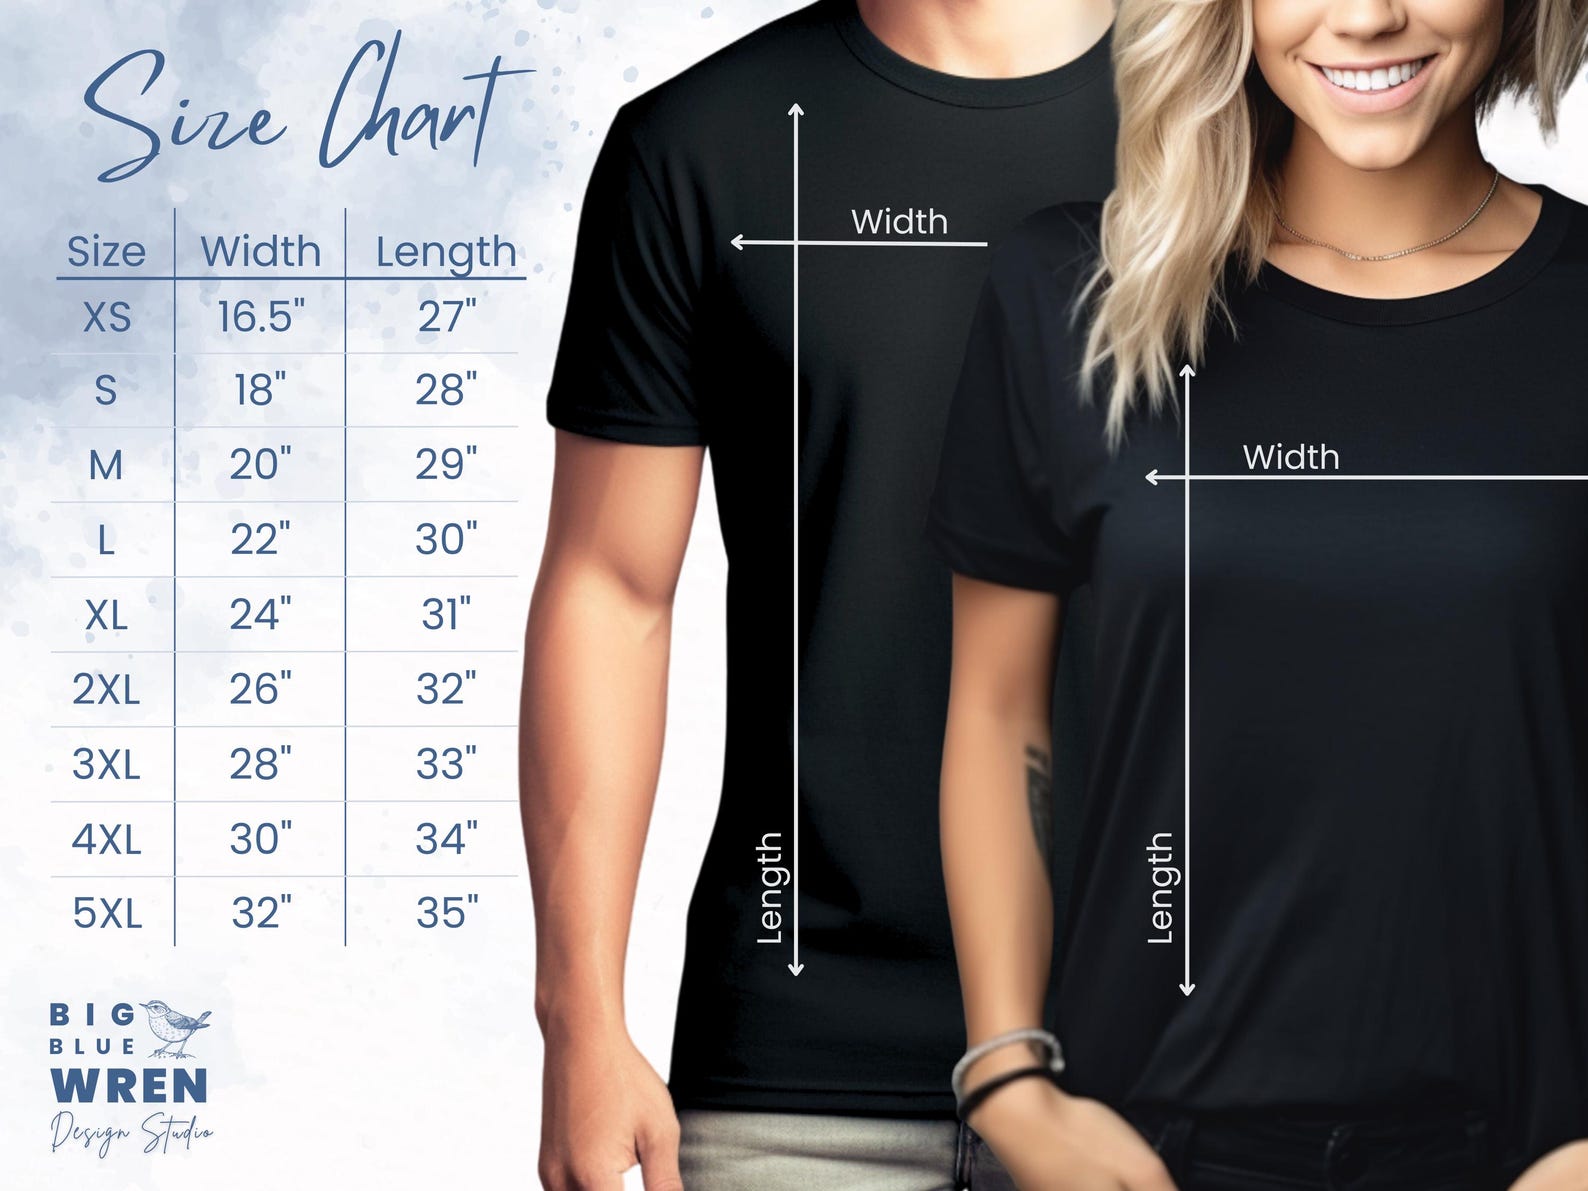 Size Chart
Size Width Length
XS 16.5" 27"
S 18" 28"
M 20" 29"
L 22" 30"
XL 24" 31"
2XL 26" 32"
3XL 28" 33"
4XL 30" 34"
5XL 32" 35"
BIG
BLUE
WREN
Design Studio
Width
Length
Width
Length